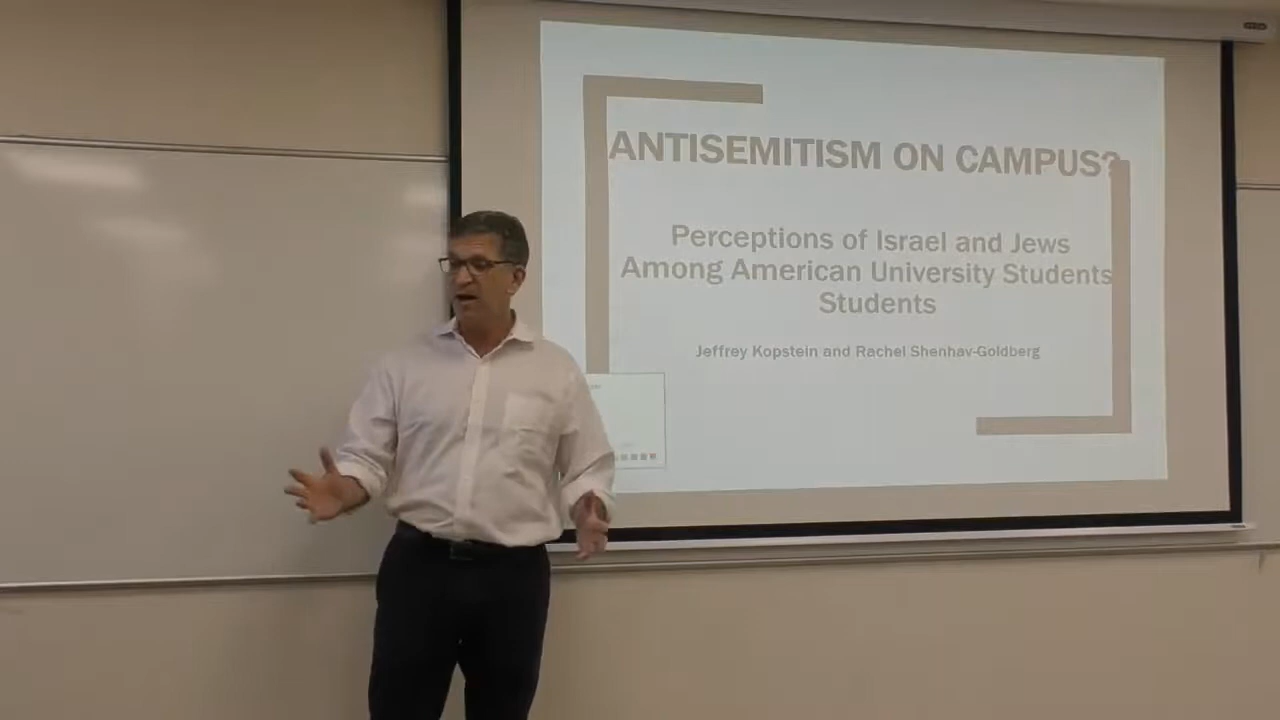 ANTISEMITISM ON CAMPUS?
Perceptions of Israel and Jews
Among American University Students
Students
Jeffrey Kopstein and Rachel Shenhav-Goldberg